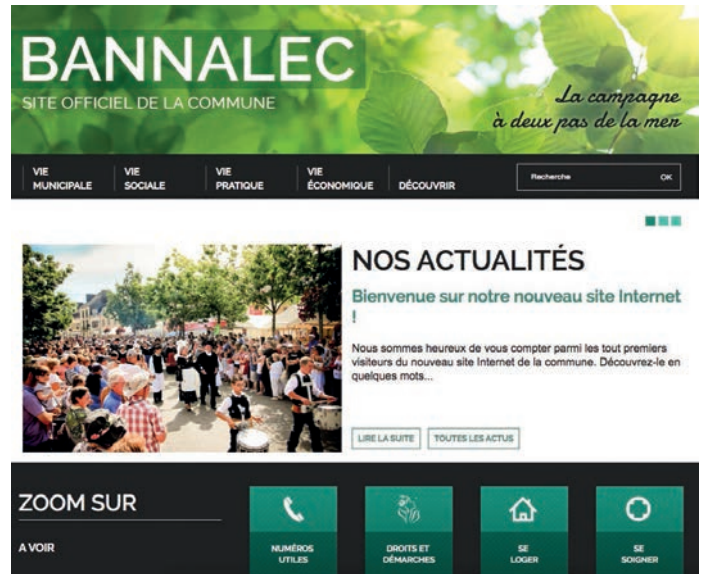 BANNALEC
SITE OFFICIEL DE LA COMMUNE
La campagne
à deux pas de la mer
VIE
MUNICIPALE
VIE
SOCIALE
VIE
PRATIQUE
VIE
ÉCONOMIQUE
DÉCOUVRIR
Recherche
OK
NOS ACTUALITÉS
Bienvenue sur notre nouveau site Internet
!
Nous sommes heureux de vous compter parmi les tout premiers
visiteurs du nouveau site Internet de la commune. Découvrez-le en
quelques mots...
LIRE LA SUITE
TOUTES LES ACTUS
ZOOM SUR
A VOIR
NUMÉROS
UTILES
DROITS ET
DÉMARCHES
SE
LOGER
SE
SOIGNER